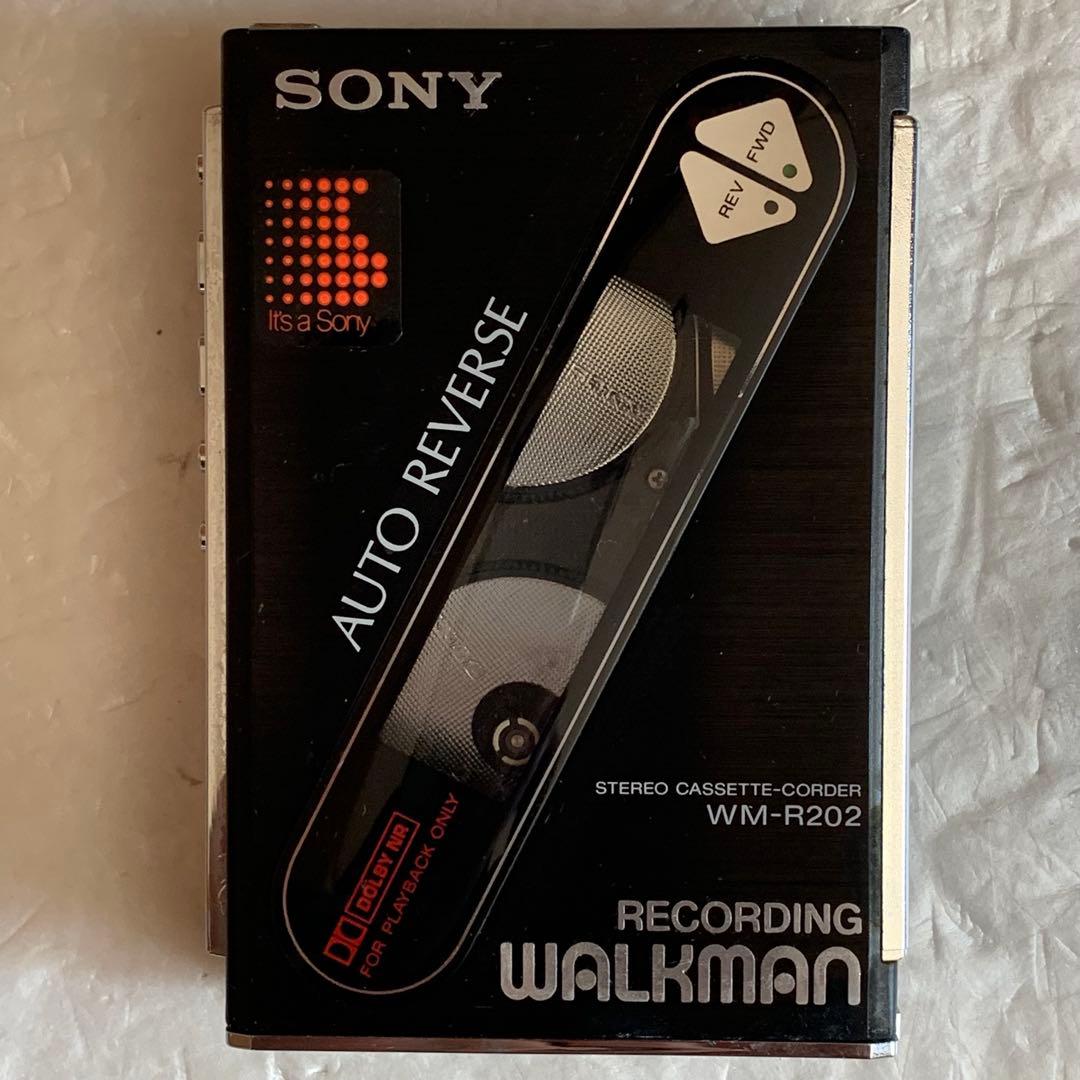 SONY
FWD
REV
It's a Sony
AUTO REVERSE
STEREO CASSETTE-CORDER
WM-R202
DOLBY NR
FOR PLAYBACK ONLY
RECORDING
WALKMAN